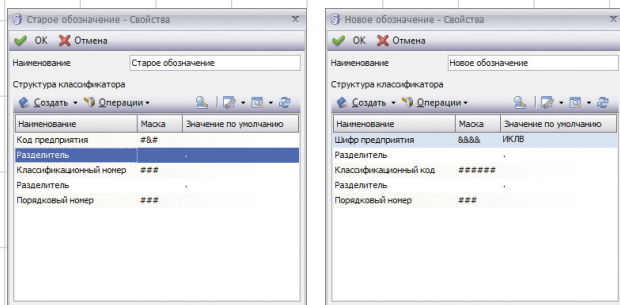 Старое обозначение - Свойства
OK Отмена
Наименование Старое обозначение
Структура классификатора
Создать Операции
Наименование Маска Значение по умолчанию
Код предприятия #&#
Разделитель .
Классификационный номер ###
Разделитель .
Порядковый номер ###
Новое обозначение - Свойства
OK Отмена
Наименование Новое обозначение
Структура классификатора
Создать Операции
Наименование Маска Значение по умолчанию
Шифр предприятия &&&& ИКЛВ
Разделитель .
Классификационный код ######
Разделитель .
Порядковый номер ###